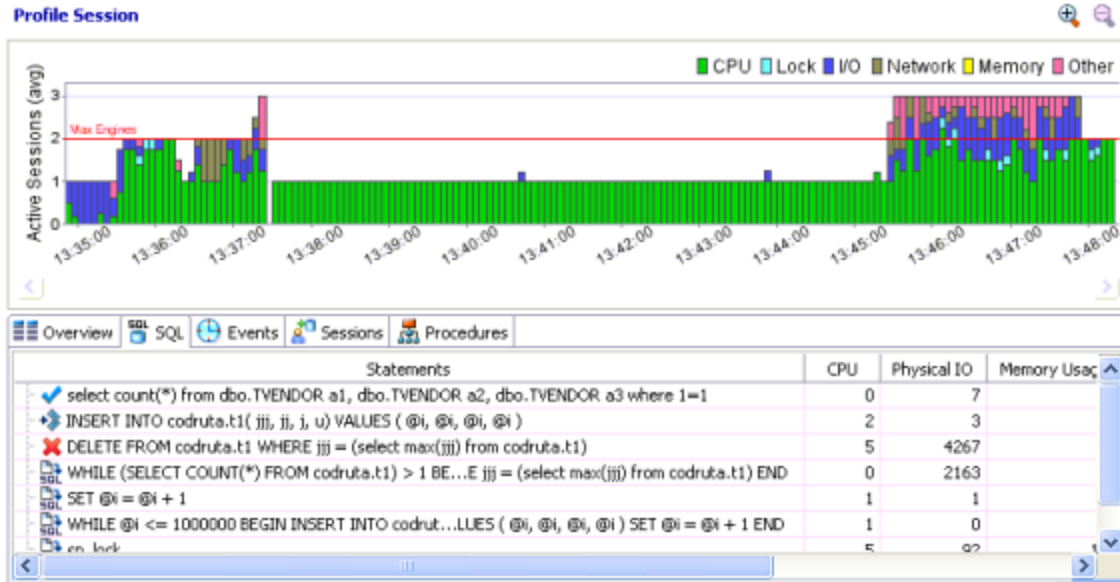 Profile Session
CPU Lock I/O Network Memory Other
Active Sessions (avg)
3
Max Engines
2
1
0
13:35:00 13:36:00 13:37:00 13:38:00 13:39:00 13:40:00 13:41:00 13:42:00 13:43:00 13:44:00 13:45:00 13:46:00 13:47:00 13:48:00
Overview SQL Events Sessions Procedures
Statements CPU Physical IO Memory Usag
select count(*) from dbo.TVENDOR a1, dbo.TVENDOR a2, dbo.TVENDOR a3 where 1=1 0 7
INSERT INTO codruta.t1( jjj, jj, j, u) VALUES ( @i, @i, @i, @i ) 2 3
DELETE FROM codruta.t1 WHERE jjj = (select max(jjj) from codruta.t1) 5 4267
WHILE (SELECT COUNT(*) FROM codruta.t1) > 1 BE...E jjj = (select max(jjj) from codruta.t1) END 0 2163
SET @i = @i + 1 1 1
WHILE @i <= 1000000 BEGIN INSERT INTO codrut...LUES ( @i, @i, @i, @i ) SET @i = @i + 1 END 1 0
sp_lock 5 92